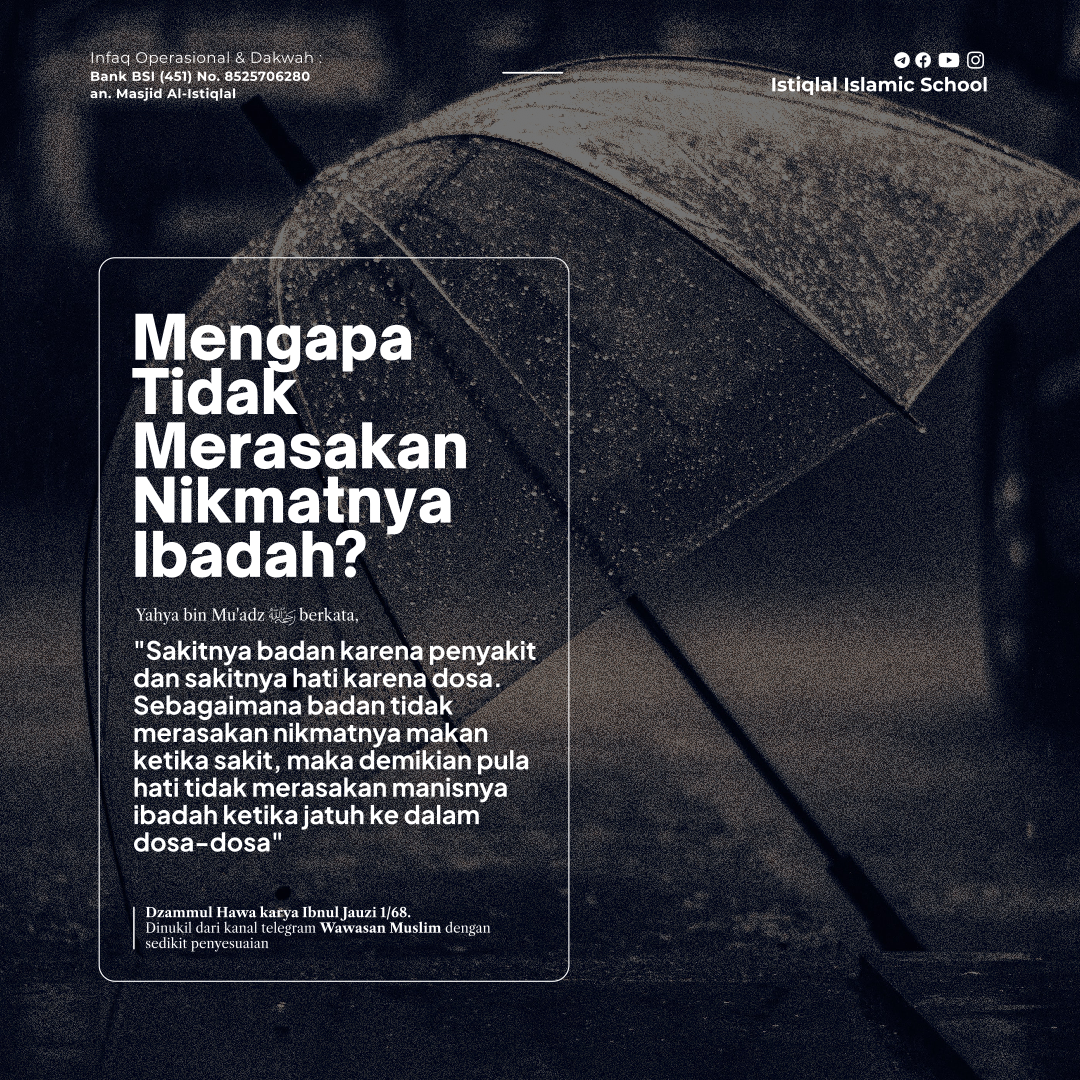 Infaq Operasional & Dakwah :
Bank BSI (451) No. 8525706280
an. Masjid Al-Istiqlal
Istiqlal Islamic School
Mengapa
Tidak
Merasakan
Nikmatnya
Ibadah?
Yahya bin Mu'adz رحمه الله berkata,
"Sakitnya badan karena penyakit
dan sakitnya hati karena dosa.
Sebagaimana badan tidak
merasakan nikmatnya makan
ketika sakit, maka demikian pula
hati tidak merasakan manisnya
ibadah ketika jatuh ke dalam
dosa-dosa"
Dzammul Hawa karya Ibnul Jauzi 1/68.
Dinukil dari kanal telegram Wawasan Muslim dengan
sedikit penyesuaian